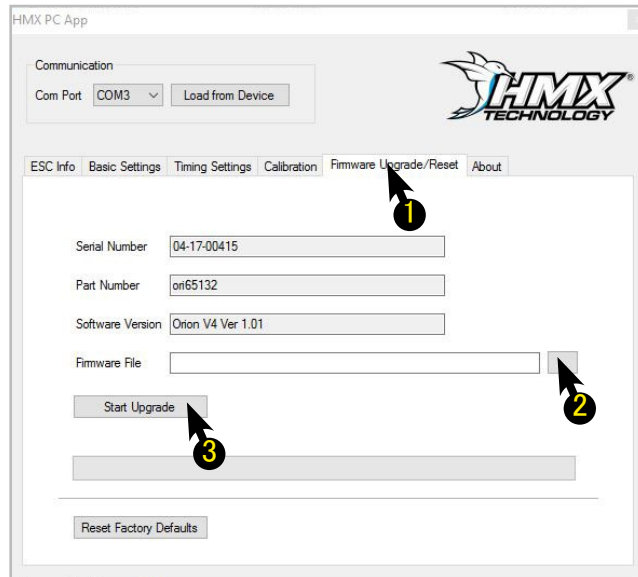 HMX PC App
Communication
Com Port COM3 Load from Device
HMX®
TECHNOLOGY
ESC Info Basic Settings Timing Settings Calibration Firmware Upgrade/Reset About
1
Serial Number 04-17-00415
Part Number ori65132
Software Version Orion V4 Ver 1.01
Firmware File
2
Start Upgrade
3
Reset Factory Defaults